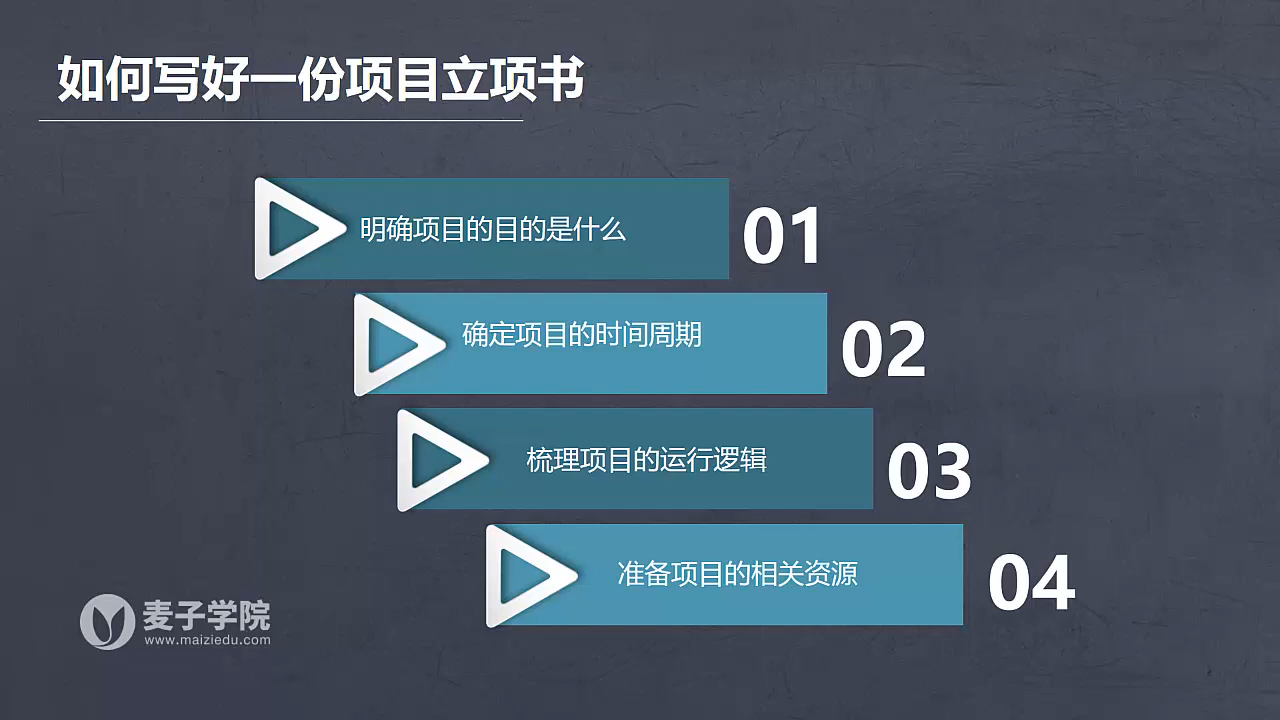 如何写好一份项目立项书
明确项目的目的是什么
01
确定项目的时间周期
02
梳理项目的运行逻辑
03
准备项目的相关资源
04
麦子学院
www.maiziedu.com